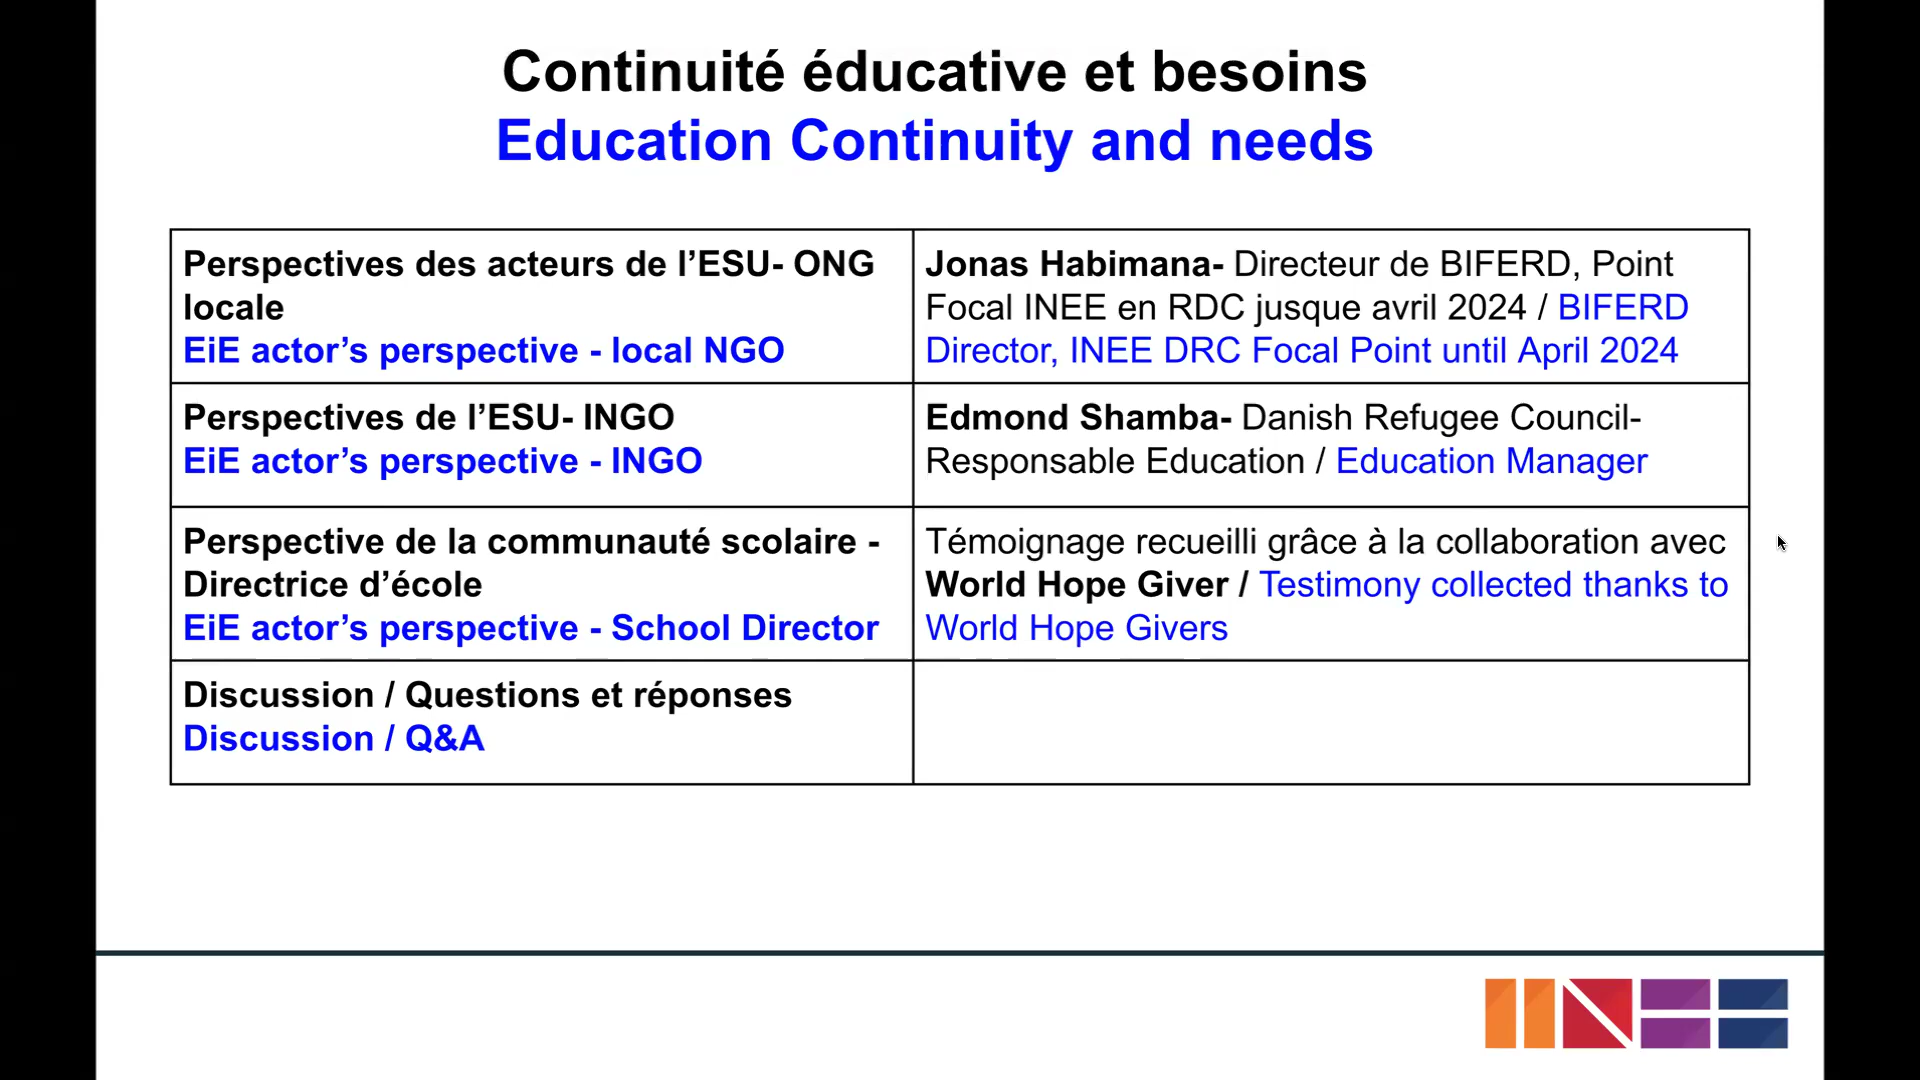 Continuité éducative et besoins
Education Continuity and needs
Perspectives des acteurs de l’ESU- ONG
locale
EiE actor’s perspective - local NGO
Jonas Habimana- Directeur de BIFERD, Point
Focal INEE en RDC jusque avril 2024 / BIFERD
Director, INEE DRC Focal Point until April 2024
Perspectives de l’ESU- INGO
EiE actor’s perspective - INGO
Edmond Shamba- Danish Refugee Council-
Responsable Education / Education Manager
Perspective de la communauté scolaire -
Directrice d’école
EiE actor’s perspective - School Director
Témoignage recueilli grâce à la collaboration avec
World Hope Giver / Testimony collected thanks to
World Hope Givers
Discussion / Questions et réponses
Discussion / Q&A
INEE